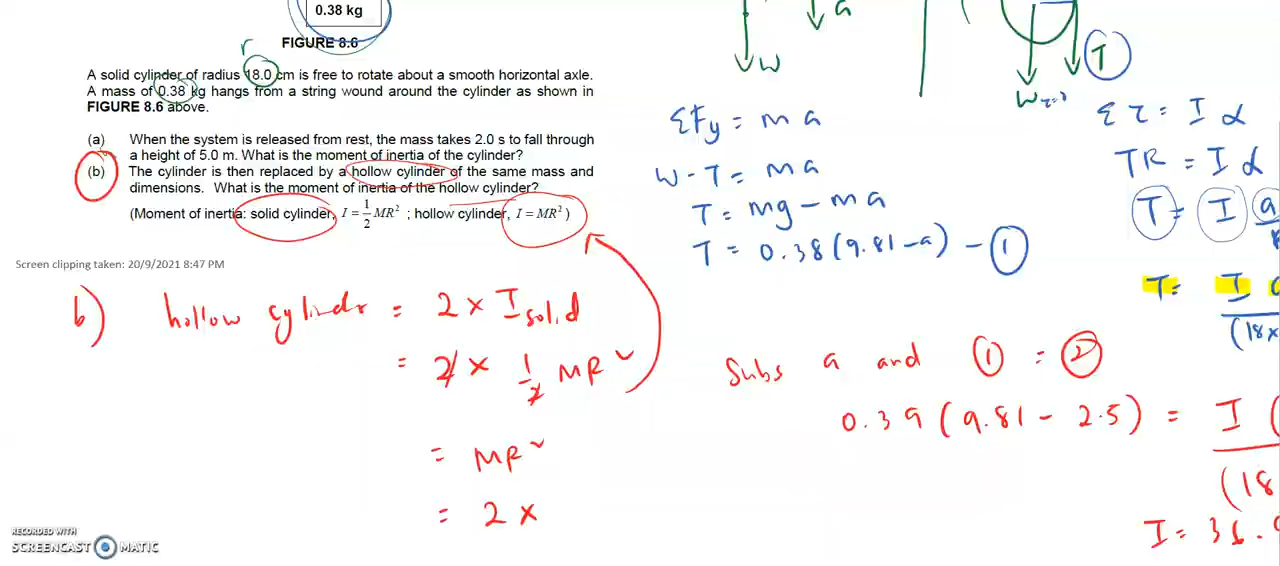 0.38 kg
FIGURE 8.6
r
A solid cylinder of radius 18.0 cm is free to rotate about a smooth horizontal axle.
A mass of 0.38 kg hangs from a string wound around the cylinder as shown in
FIGURE 8.6 above.
(a) When the system is released from rest, the mass takes 2.0 s to fall through
a height of 5.0 m. What is the moment of inertia of the cylinder?
(b) The cylinder is then replaced by a hollow cylinder of the same mass and
dimensions. What is the moment of inertia of the hollow cylinder?
(Moment of inertia: solid cylinder, I = 1/2 MR² ; hollow cylinder, I = MR² )
Screen clipping taken: 20/9/2021 8:47 PM
b) hollow cylinder = 2 × I solid
= 2 × 1/2 MR²
= MR²
= 2 ×
W
a
ΣFy = ma
W - T = ma
T = mg - ma
T = 0.38 (9.81 - a) - ①
T
W τ=0
Στ = I α
TR = I α
T = I a
T = I
(18×
Subs a and ① = ②
0.39 (9.81 - 2.5) = I (
(18
I = 36.
RECORDED WITH
SCREENCAST MATIC